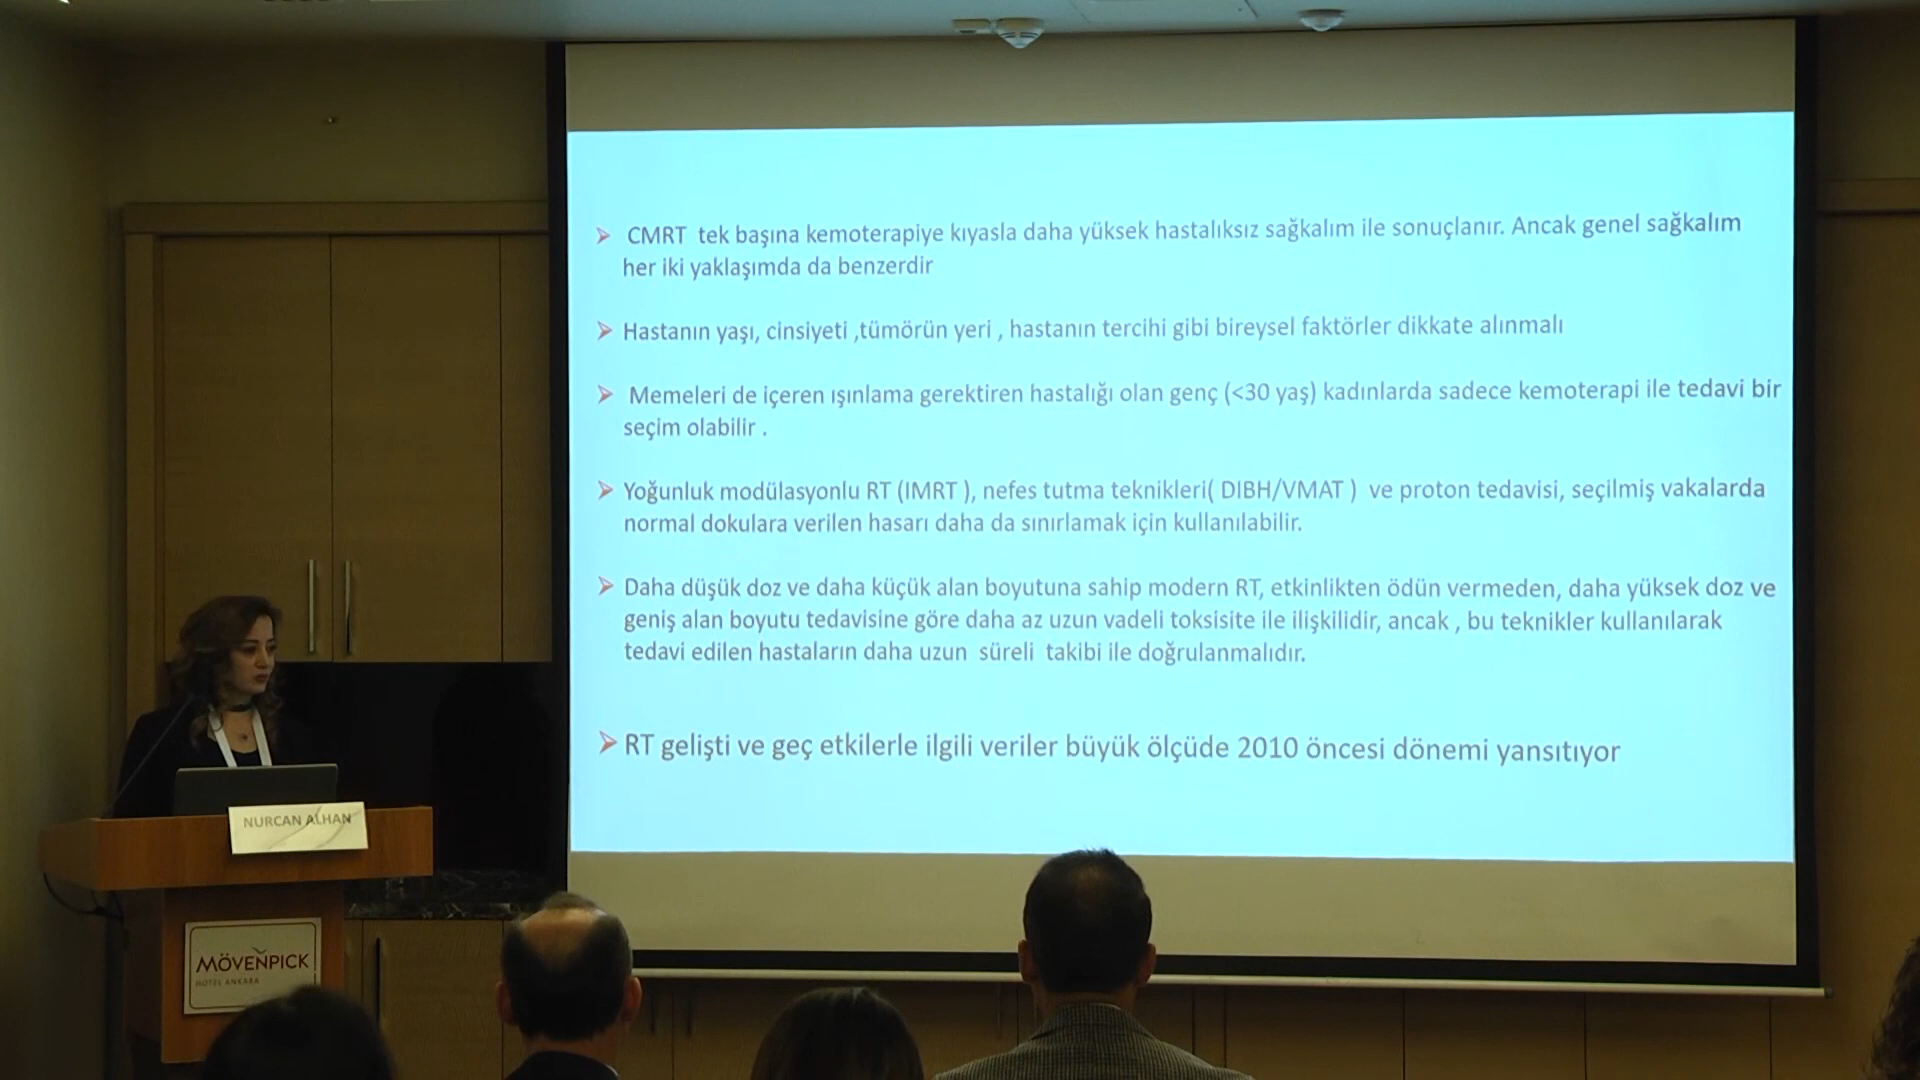 CMRT tek başına kemoterapiye kıyasla daha yüksek hastalıksız sağkalım ile sonuçlanır. Ancak genel sağkalım
her iki yaklaşımda da benzerdir
Hastanın yaşı, cinsiyeti ,tümörün yeri , hastanın tercihi gibi bireysel faktörler dikkate alınmalı
Memeleri de içeren ışınlama gerektiren hastalığı olan genç (<30 yaş) kadınlarda sadece kemoterapi ile tedavi bir
seçim olabilir .
Yoğunluk modülasyonlu RT (IMRT ), nefes tutma teknikleri( DIBH/VMAT ) ve proton tedavisi, seçilmiş vakalarda
normal dokulara verilen hasarı daha da sınırlamak için kullanılabilir.
Daha düşük doz ve daha küçük alan boyutuna sahip modern RT, etkinlikten ödün vermeden, daha yüksek doz ve
geniş alan boyutu tedavisine göre daha az uzun vadeli toksisite ile ilişkilidir, ancak , bu teknikler kullanılarak
tedavi edilen hastaların daha uzun süreli takibi ile doğrulanmalıdır.
RT gelişti ve geç etkilerle ilgili veriler büyük ölçüde 2010 öncesi dönemi yansıtıyor
NURCAN ALHAN
MÖVENPICK
HOTEL ANKARA